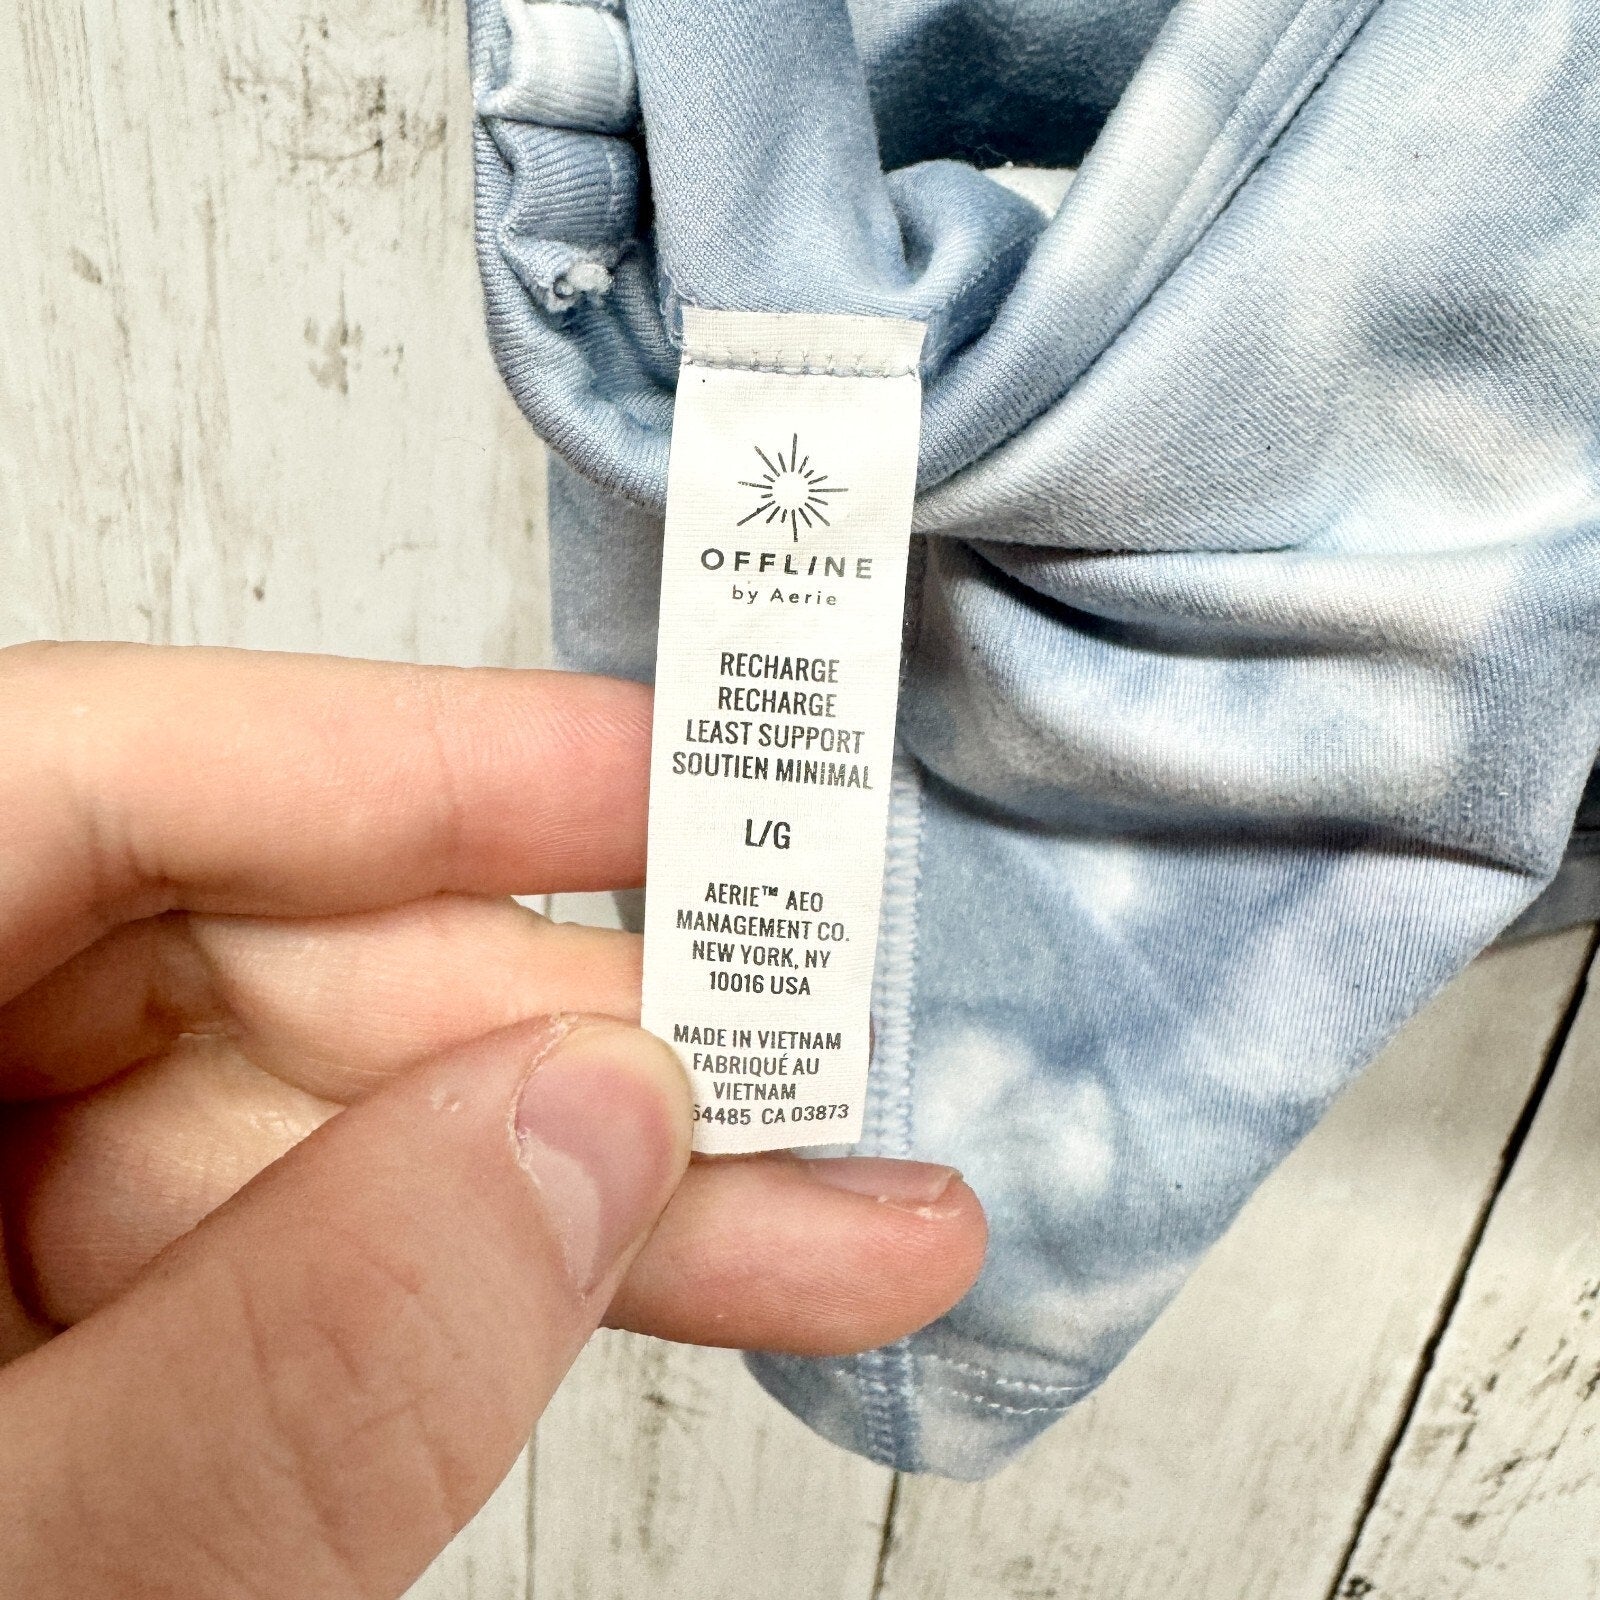 OFFLINE
by Aerie
RECHARGE
RECHARGE
LEAST SUPPORT
SOUTIEN MINIMAL
L/G
AERIE™ AEO
MANAGEMENT CO.
NEW YORK, NY
10016 USA
MADE IN VIETNAM
FABRIQUÉ AU
VIETNAM
CA 03873